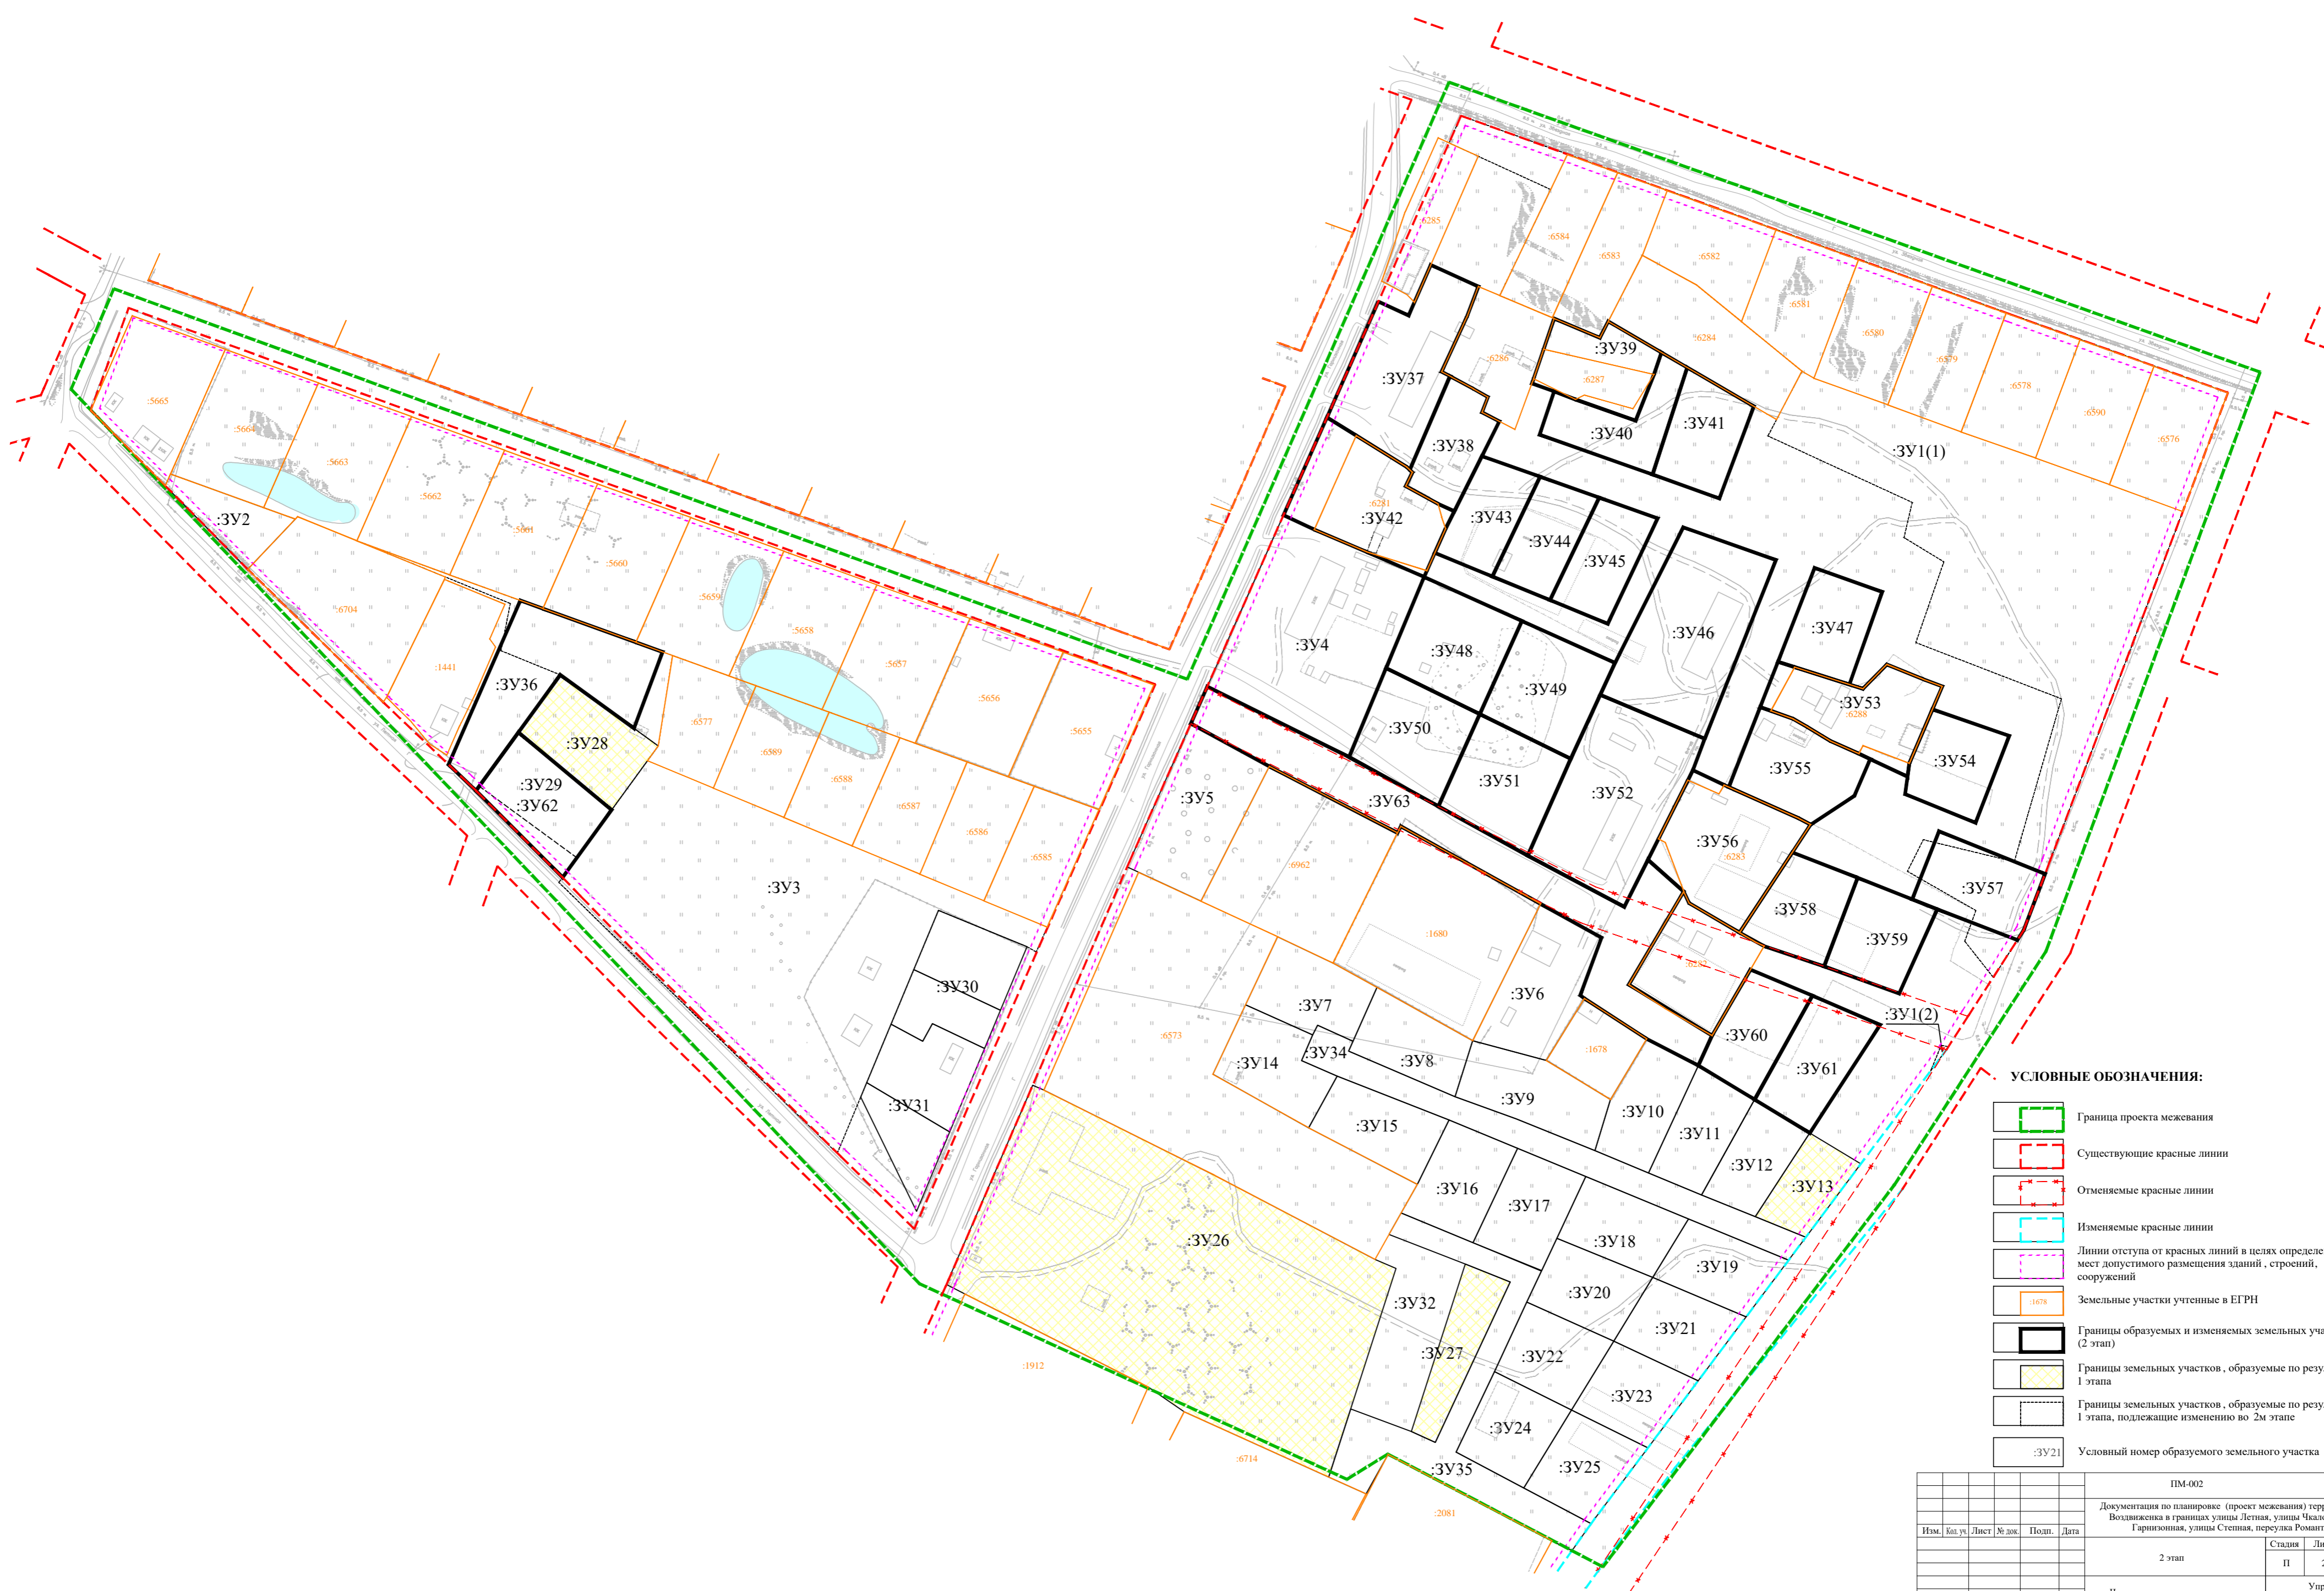 :6285
:6584
:6583
:6582
:6581
:6580
:6579
:6578
:6590
:6576
:6284
:6286
:ЗУ39
:6287
:ЗУ37
:ЗУ38
:ЗУ40
:ЗУ41
:ЗУ1(1)
:6281
:ЗУ42
:ЗУ43
:ЗУ44
:ЗУ45
:ЗУ46
:ЗУ47
:ЗУ4
:ЗУ48
:ЗУ49
:ЗУ50
:ЗУ51
:ЗУ52
:ЗУ53
:6288
:ЗУ54
:ЗУ55
:ЗУ56
:6283
:ЗУ57
:ЗУ58
:ЗУ59
:6282
:ЗУ60
:ЗУ61
:ЗУ1(2)
:5665
:5664
:5663
:5662
:5661
:5660
:5659
:5658
:5657
:5656
:5655
:ЗУ2
:6704
:1441
:ЗУ36
:ЗУ28
:ЗУ29
:ЗУ62
:6577
:6589
:6588
:6587
:6586
:6585
:ЗУ3
:ЗУ30
:ЗУ31
:ЗУ5
:ЗУ63
:6962
:1680
:ЗУ6
:6573
:ЗУ7
:ЗУ34
:ЗУ8
:ЗУ14
:1678
:ЗУ9
:ЗУ10
:ЗУ11
:ЗУ12
:ЗУ13
:ЗУ15
:ЗУ16
:ЗУ17
:ЗУ18
:ЗУ19
:ЗУ20
:ЗУ21
:ЗУ22
:ЗУ23
:ЗУ24
:ЗУ25
:ЗУ26
:ЗУ32
:ЗУ27
:ЗУ35
:1912
:6714
:2081
УСЛОВНЫЕ ОБОЗНАЧЕНИЯ:
Граница проекта межевания
Существующие красные линии
Отменяемые красные линии
Изменяемые красные линии
Линии отступа от красных линий в целях определе
мест допустимого размещения зданий , строений,
сооружений
:1678 Земельные участки учтенные в ЕГРН
Границы образуемых и изменяемых земельных уча
(2 этап)
Границы земельных участков , образуемые по резу
1 этапа
Границы земельных участков , образуемые по резу
1 этапа, подлежащие изменению во 2м этапе
:ЗУ21 Условный номер образуемого земельного участка
ПМ-002
Документация по планировке (проект межевания) терр
Воздвиженка в границах улицы Летная, улицы Чкало
Гарнизонная, улицы Степная, переулка Романт
Изм. Кол. уч. Лист № док. Подп. Дата
2 этап
Стадия Ли
П 2